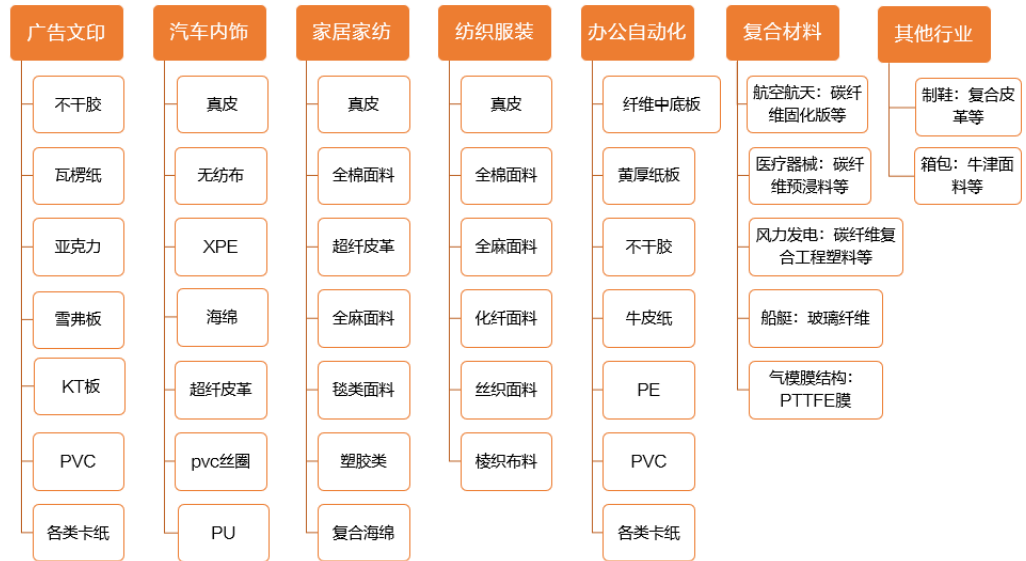 广告文印
不干胶
瓦楞纸
亚克力
雪弗板
KT板
PVC
各类卡纸
汽车内饰
真皮
无纺布
XPE
海绵
超纤皮革
pvc丝圈
PU
家居家纺
真皮
全棉面料
超纤皮革
全麻面料
毯类面料
塑胶类
复合海绵
纺织服装
真皮
全棉面料
全麻面料
化纤面料
丝织面料
棱织布料
办公自动化
纤维中底板
黄厚纸板
不干胶
牛皮纸
PE
PVC
各类卡纸
复合材料
航空航天：碳纤
维固化版等
医疗器械：碳纤
维预浸料等
风力发电：碳纤维复
合工程塑料等
船艇：玻璃纤维
气模膜结构：
PTTFE膜
其他行业
制鞋：复合皮
革等
箱包：牛津面
料等